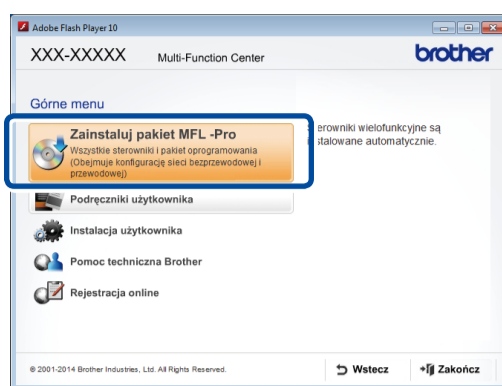 Adobe Flash Player 10
XXX-XXXXX Multi-Function Center brother
Górne menu
Zainstaluj pakiet MFL -Pro
Wszystkie sterowniki i pakiet oprogramowania
(Obejmuje konfigurację sieci bezprzewodowej i
przewodowej)
erowniki wielofunkcyjne są
stalowane automatycznie.
Podręczniki użytkownika
Instalacja użytkownika
Pomoc techniczna Brother
Rejestracja online
© 2001-2014 Brother Industries, Ltd. All Rights Reserved.
Wstecz
Zakończ